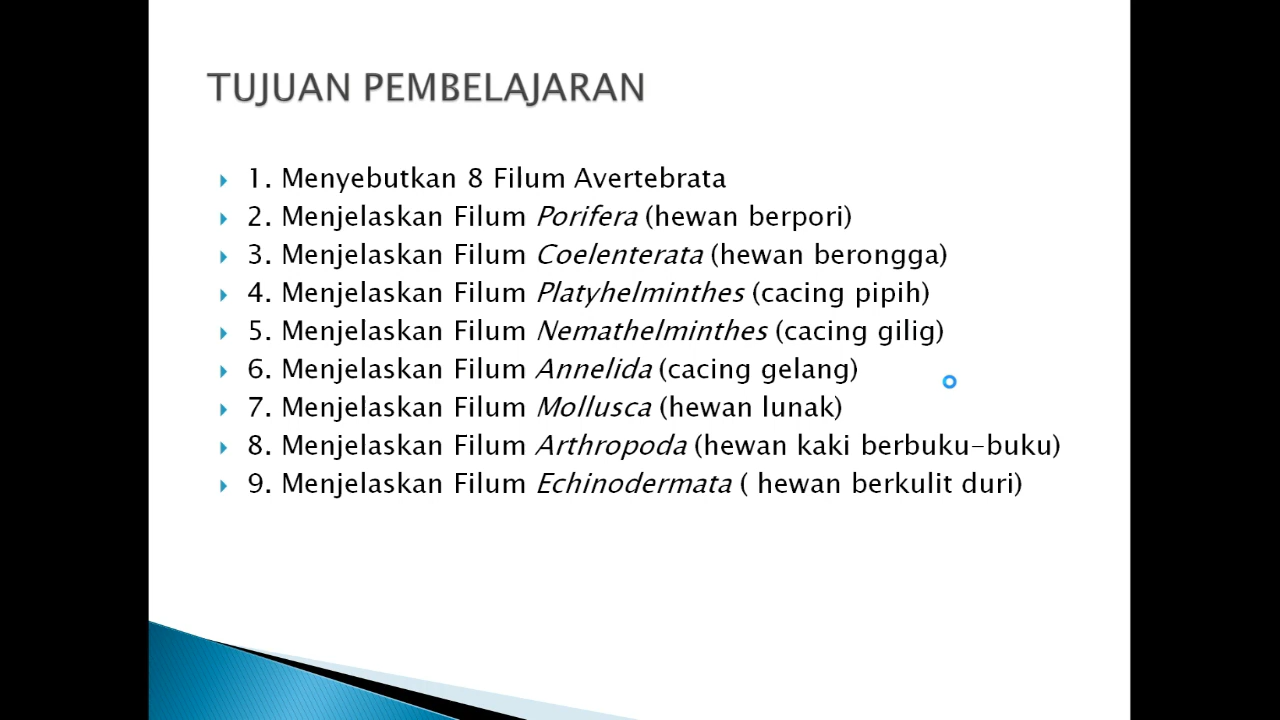 TUJUAN PEMBELAJARAN
1. Menyebutkan 8 Filum Avertebrata
2. Menjelaskan Filum Porifera (hewan berpori)
3. Menjelaskan Filum Coelenterata (hewan berongga)
4. Menjelaskan Filum Platyhelminthes (cacing pipih)
5. Menjelaskan Filum Nemathelminthes (cacing gilig)
6. Menjelaskan Filum Annelida (cacing gelang)
7. Menjelaskan Filum Mollusca (hewan lunak)
8. Menjelaskan Filum Arthropoda (hewan kaki berbuku-buku)
9. Menjelaskan Filum Echinodermata ( hewan berkulit duri)